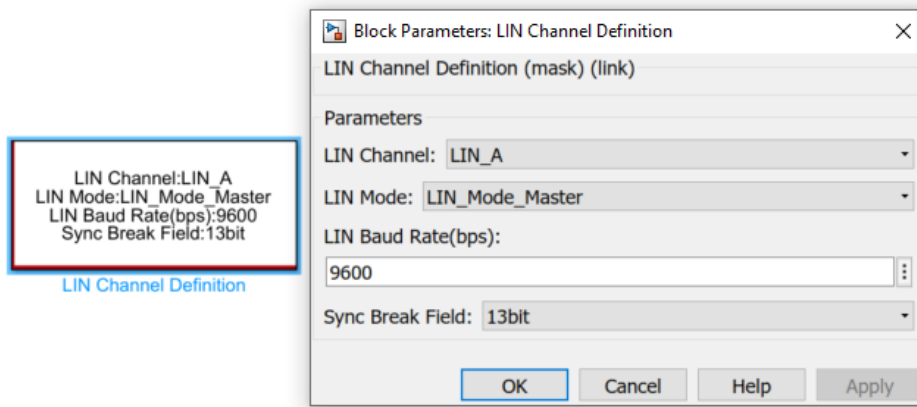 LIN Channel:LIN_A
LIN Mode:LIN_Mode_Master
LIN Baud Rate(bps):9600
Sync Break Field:13bit
LIN Channel Definition
Block Parameters: LIN Channel Definition
LIN Channel Definition (mask) (link)
Parameters
LIN Channel: LIN_A
LIN Mode: LIN_Mode_Master
LIN Baud Rate(bps):
9600
Sync Break Field: 13bit
OK Cancel Help Apply